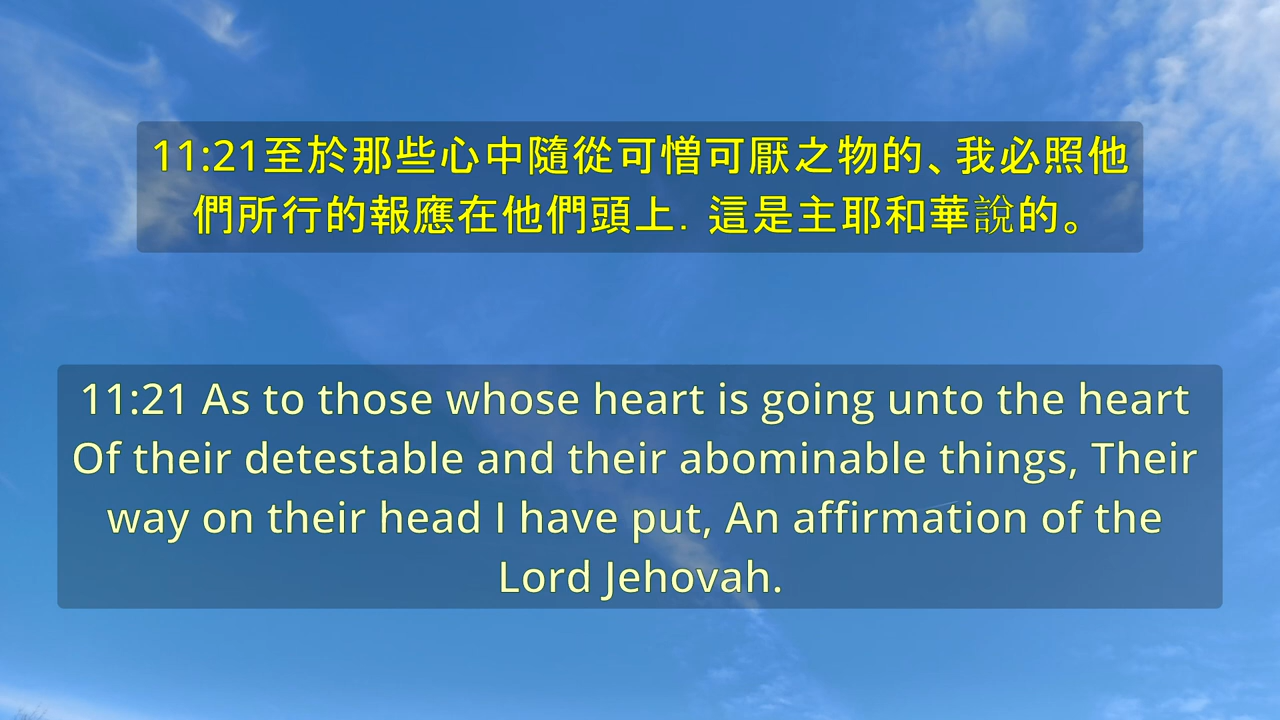 11:21至於那些心中隨從可憎可厭之物的、我必照他
們所行的報應在他們頭上．這是主耶和華說的。
11:21 As to those whose heart is going unto the heart
Of their detestable and their abominable things, Their
way on their head I have put, An affirmation of the
Lord Jehovah.